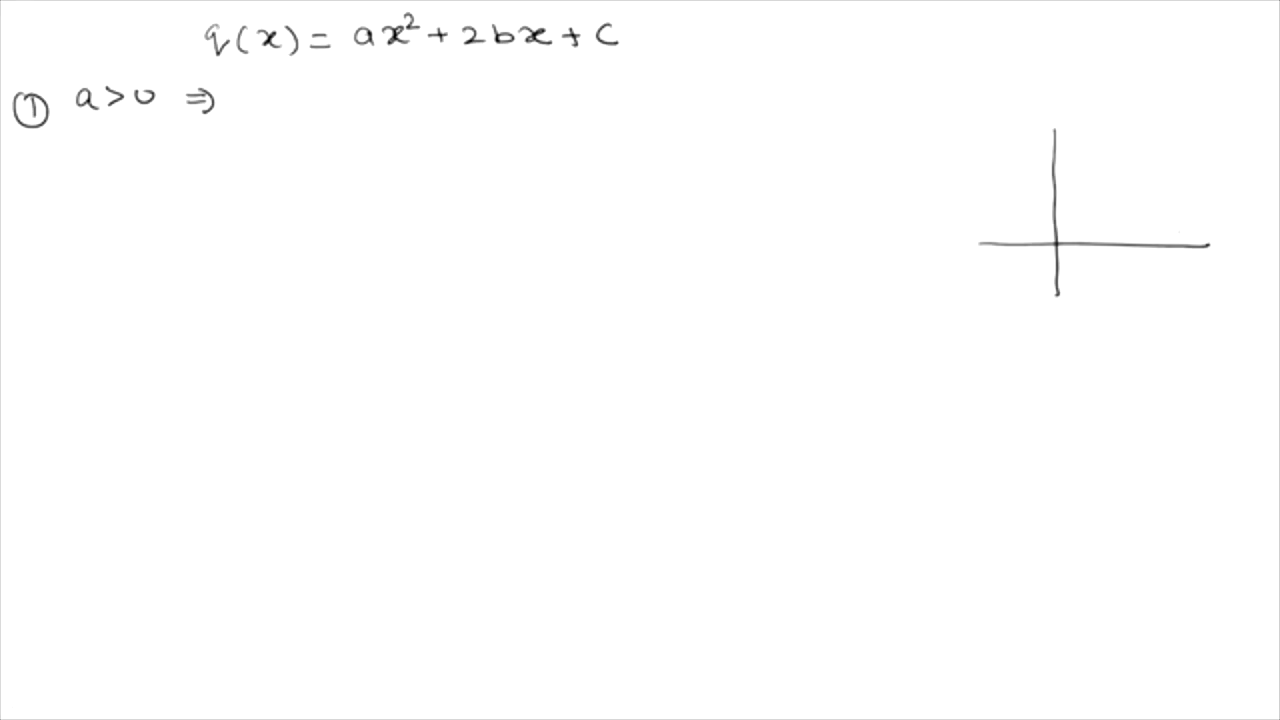 q(x) = ax² + 2bx + c
① a > 0 ⇒